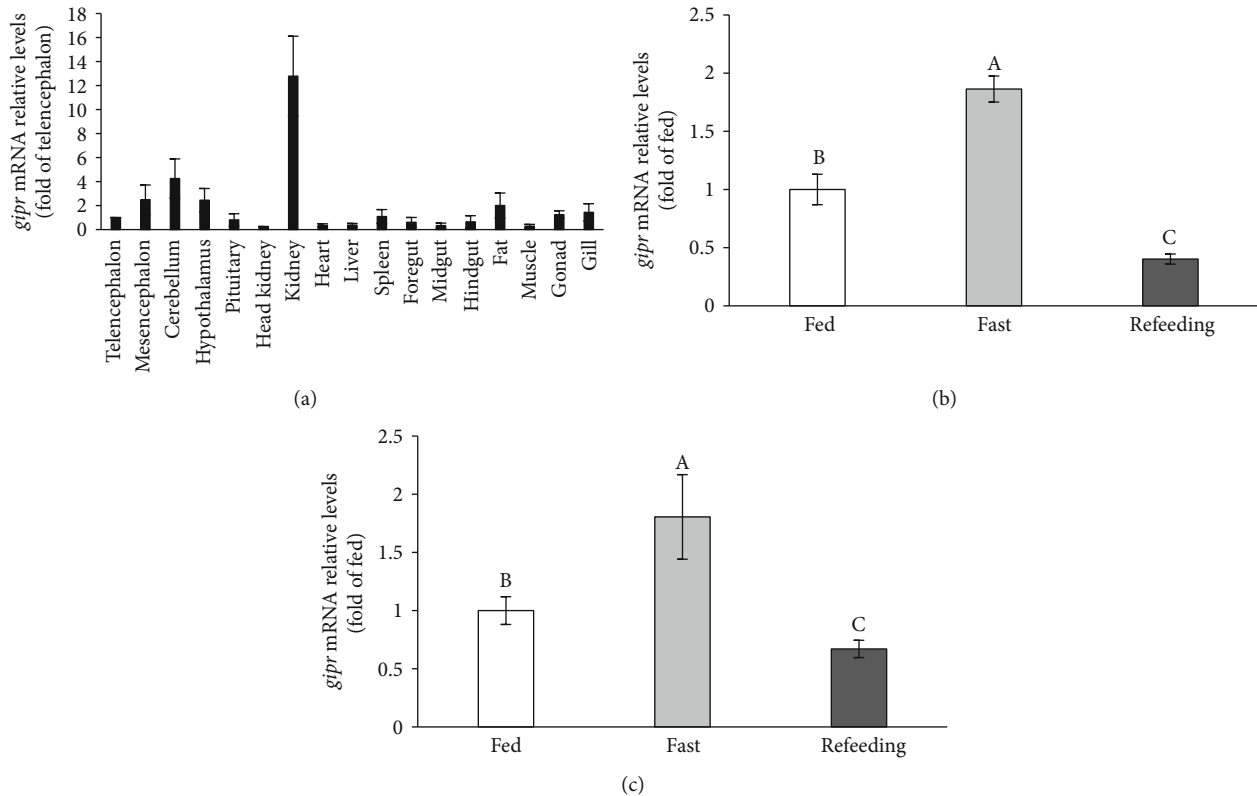 gipr mRNA relative levels
(fold of telencephalon)
18
16
14
12
10
8
6
4
2
0
Telencephalon
Mesencephalon
Cerebellum
Hypothalamus
Pituitary
Head kidney
Kidney
Heart
Liver
Spleen
Foregut
Midgut
Hindgut
Fat
Muscle
Gonad
Gill
(a)
gipr mRNA relative levels
(fold of fed)
2.5
2
1.5
1
0.5
0
B
A
C
Fed
Fast
Refeeding
(b)
gipr mRNA relative levels
(fold of fed)
2.5
2
1.5
1
0.5
0
B
A
C
Fed
Fast
Refeeding
(c)